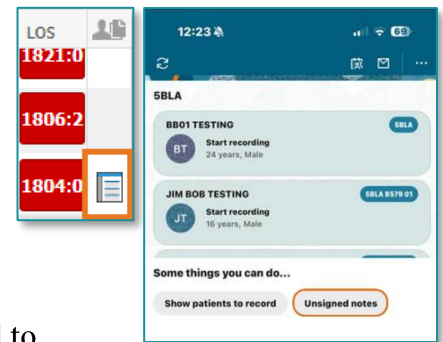 LOS
1821:0
1806:2
1804:0
12:23
69
5BLA
BB01 TESTING
5BLA
BT
Start recording
24 years, Male
JIM BOB TESTING
5BLA B579 01
JT
Start recording
16 years, Male
Some things you can do...
Show patients to record
Unsigned notes
to